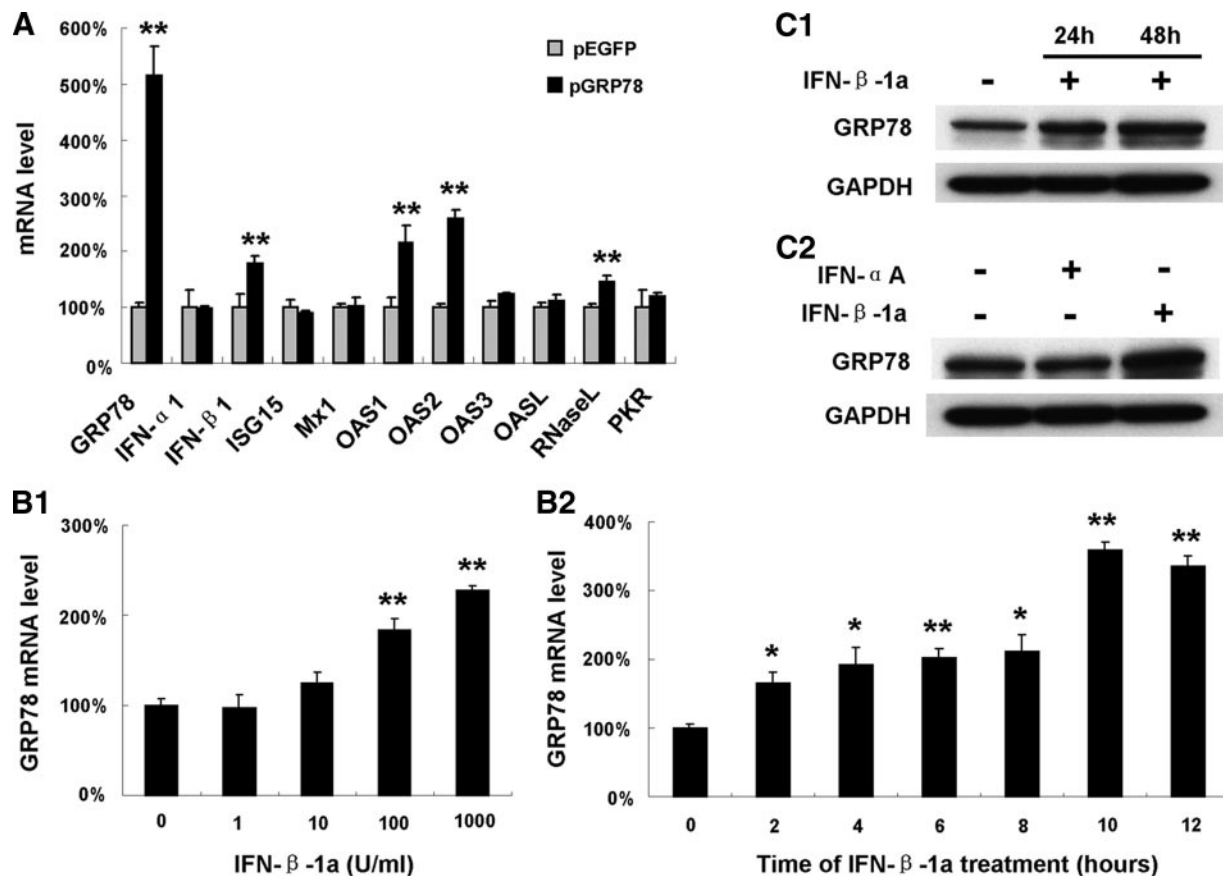 A
600%
500%
400%
300%
200%
100%
0%
mRNA level
pEGFP
pGRP78
**
**
**
**
**
GRP78
IFN-α 1
IFN-β 1
ISG15
Mx1
OAS1
OAS2
OAS3
OASL
RNaseL
PKR
C1
24h 48h
IFN-β-1a - + +
GRP78
GAPDH
C2
IFN-α A - + -
IFN-β-1a - - +
GRP78
GAPDH
B1
300%
200%
100%
0%
GRP78 mRNA level
** **
0 1 10 100 1000
IFN-β-1a (U/ml)
B2
400%
300%
200%
100%
0%
GRP78 mRNA level
* * ** * ** **
0 2 4 6 8 10 12
Time of IFN-β-1a treatment (hours)